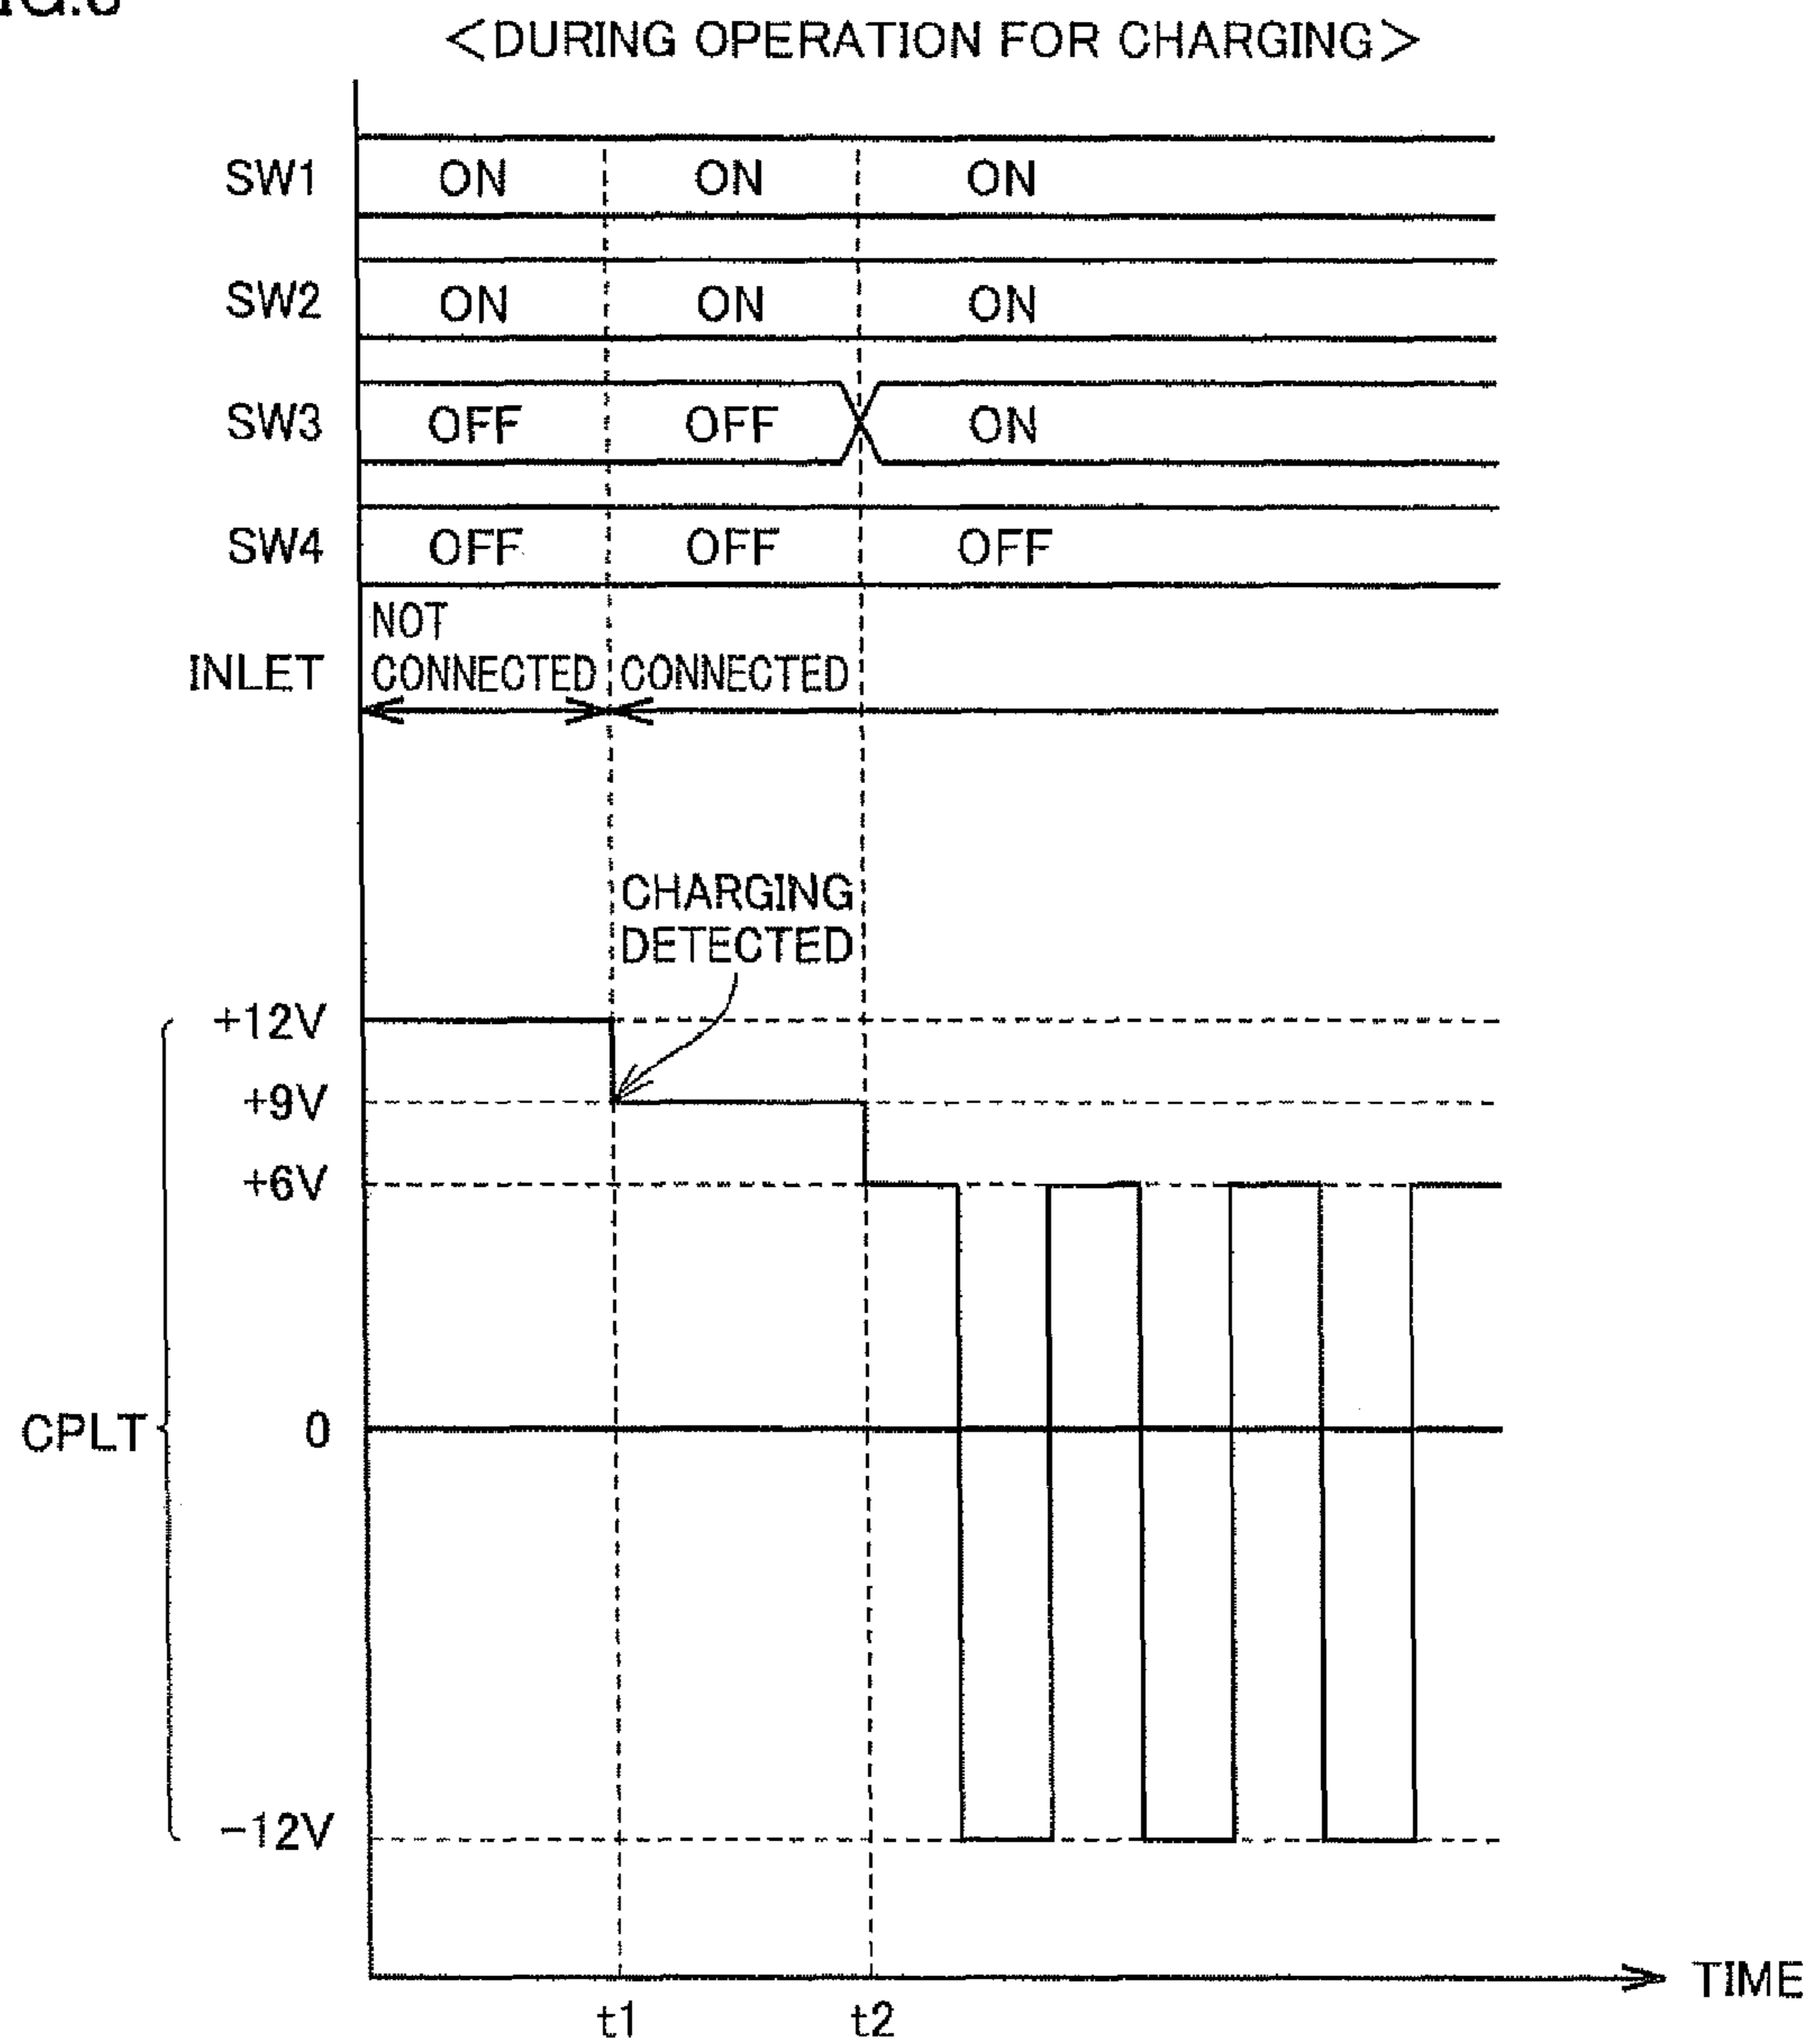 <DURING OPERATION FOR CHARGING>
SW1 ON ON ON
SW2 ON ON ON
SW3 OFF OFF ON
SW4 OFF OFF OFF
INLET NOT CONNECTED CONNECTED
CHARGING
DETECTED
+12V
+9V
+6V
CPLT 0
-12V
TIME
t1 t2